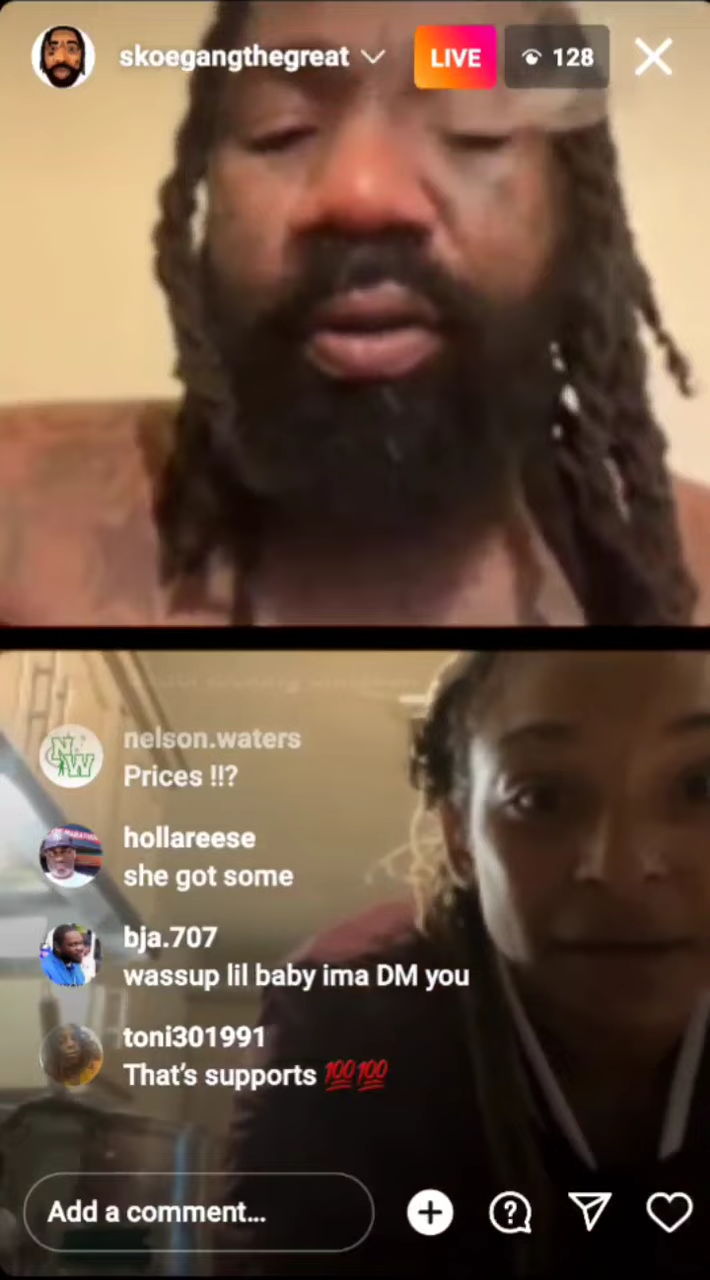 skoegangthegreat LIVE 128
nelson.waters
Prices !!?
hollareese
she got some
bja.707
wassup lil baby ima DM you
toni301991
That's supports 💯💯
Add a comment...